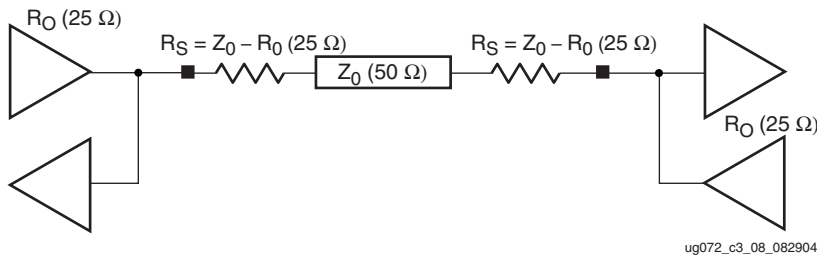 R_O (25 Ω)
R_S = Z_0 – R_0 (25 Ω)
R_S = Z_0 – R_0 (25 Ω)
Z_0 (50 Ω)
R_O (25 Ω)
ug072_c3_08_082904